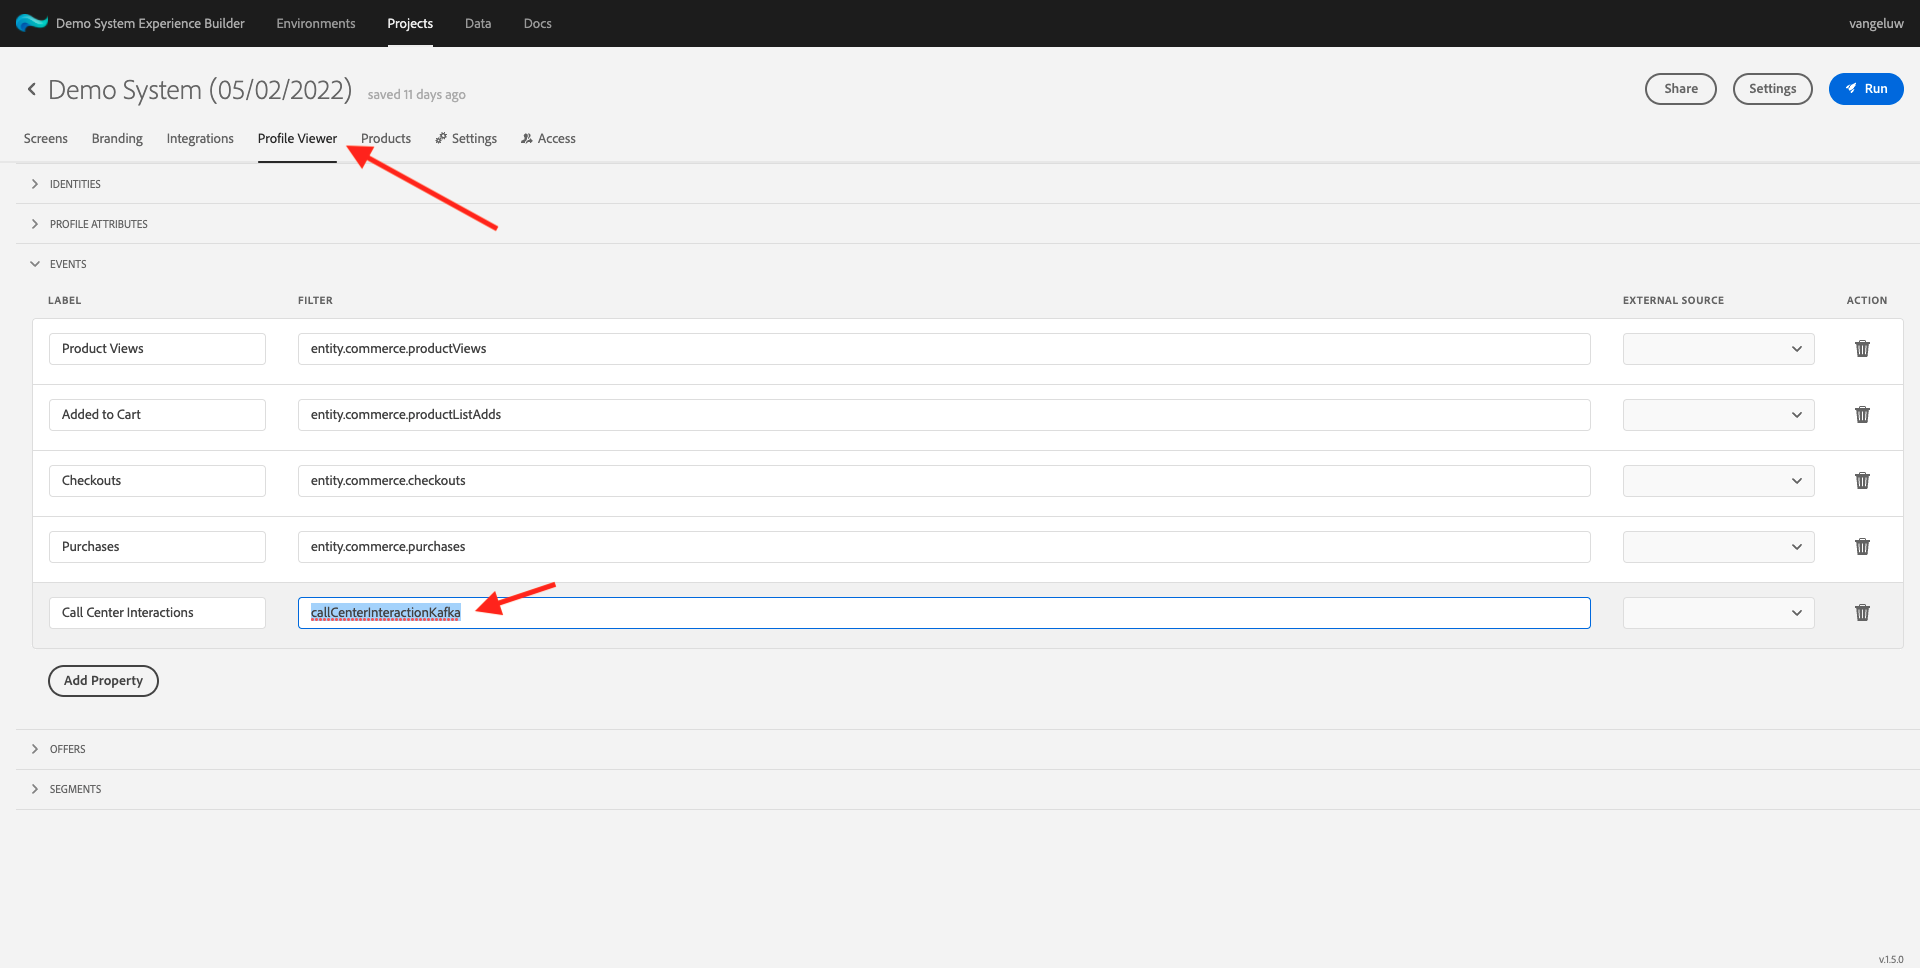 Demo System Experience Builder Environments Projects Data Docs vangeluw
Demo System (05/02/2022) saved 11 days ago Share Settings Run
Screens Branding Integrations Profile Viewer Products Settings Access
IDENTITIES
PROFILE ATTRIBUTES
EVENTS
LABEL FILTER EXTERNAL SOURCE ACTION
Product Views entity.commerce.productViews
Added to Cart entity.commerce.productListAdds
Checkouts entity.commerce.checkouts
Purchases entity.commerce.purchases
Call Center Interactions callCenterInteractionKafka
Add Property
OFFERS
SEGMENTS
v.1.5.0